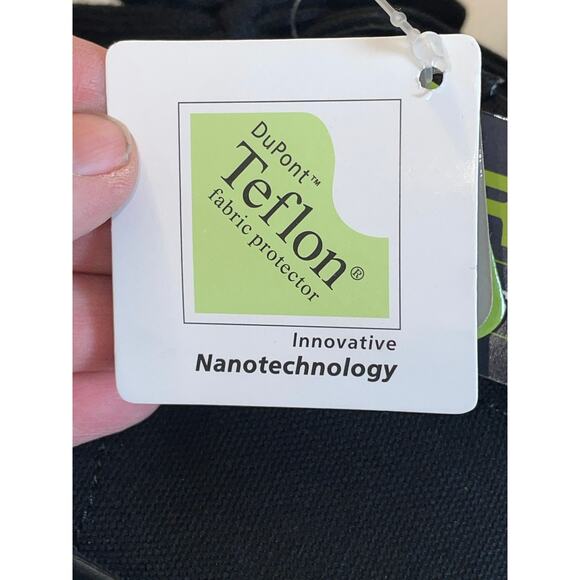 DuPont™
Teflon®
fabric protector
Innovative
Nanotechnology